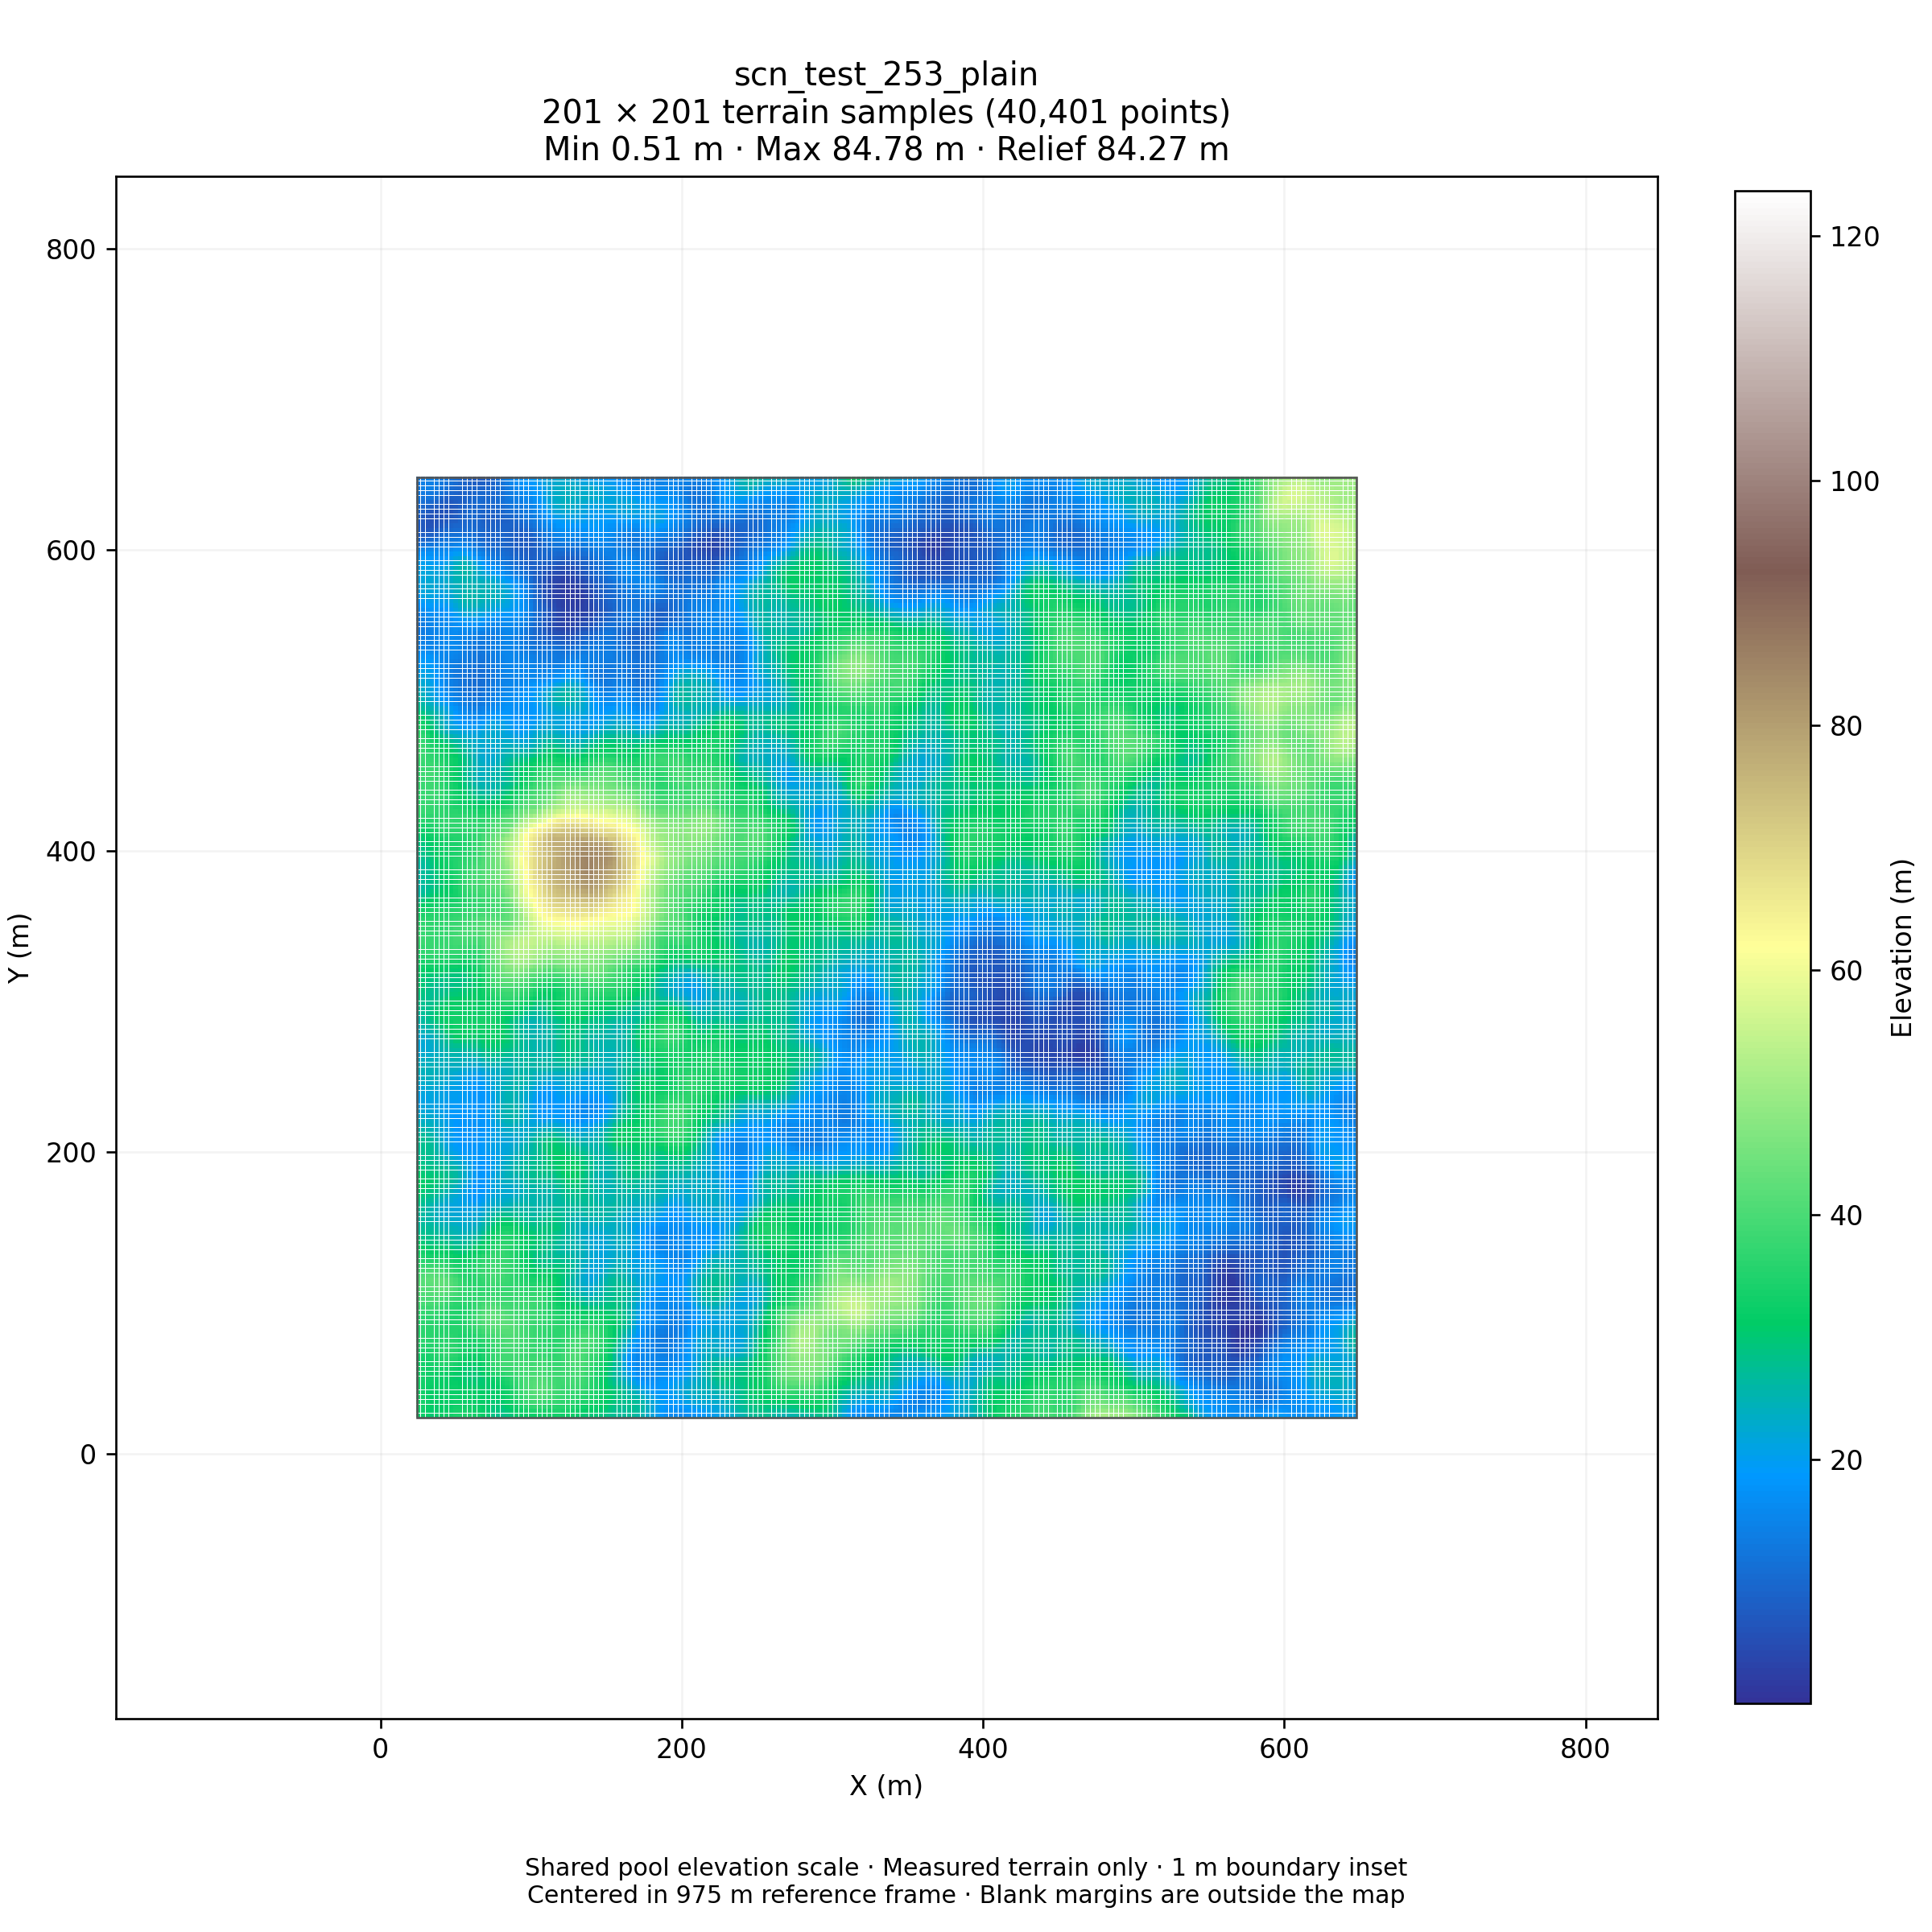 scn_test_253_plain
201 × 201 terrain samples (40,401 points)
Min 0.51 m · Max 84.78 m · Relief 84.27 m
800
600
400
200
0
Y (m)
0
200
400
600
800
X (m)
120
100
80
60
40
20
Elevation (m)
Shared pool elevation scale · Measured terrain only · 1 m boundary inset
Centered in 975 m reference frame · Blank margins are outside the map